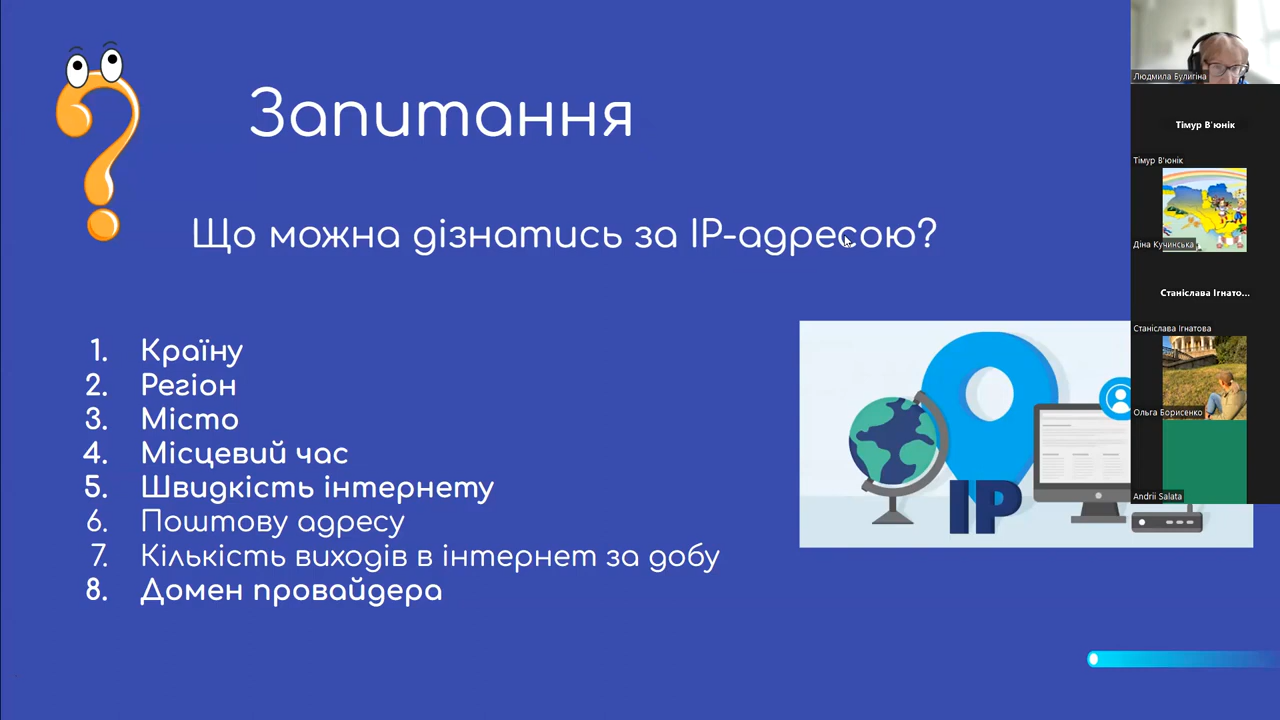 Запитання
Що можна дізнатись за IP-адресою?
1. Країну
2. Регіон
3. Місто
4. Місцевий час
5. Швидкість інтернету
6. Поштову адресу
7. Кількість виходів в інтернет за добу
8. Домен провайдера
IP
Людмила Булигіна
Тімур В'юнік
Тімур В'юнік
Діна Кучинська
Станіслава Ігнато...
Станіслава Ігнатова
Ольга Борисенко
Andrii Salata